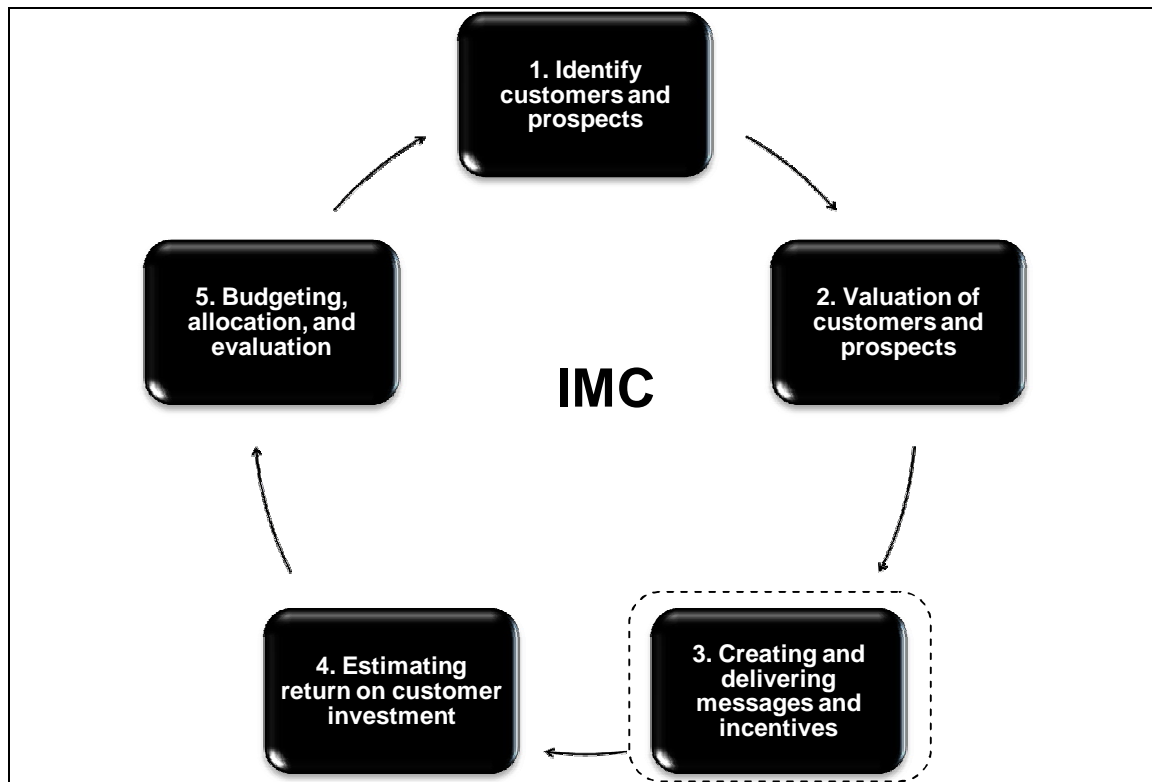 1. Identify
customers and
prospects
2. Valuation of
customers and
prospects
3. Creating and
delivering
messages and
incentives
4. Estimating
return on customer
investment
5. Budgeting,
allocation, and
evaluation
IMC